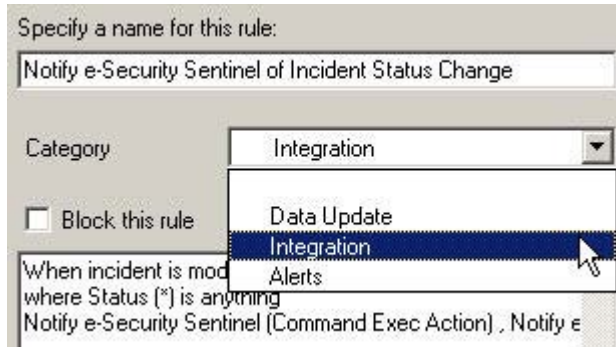 Specify a name for this rule:
Notify e-Security Sentinel of Incident Status Change
Category
Integration
Block this rule
Data Update
Integration
Alerts
When incident is mod
where Status (*) is anything
Notify e-Security Sentinel (Command Exec Action) , Notify e